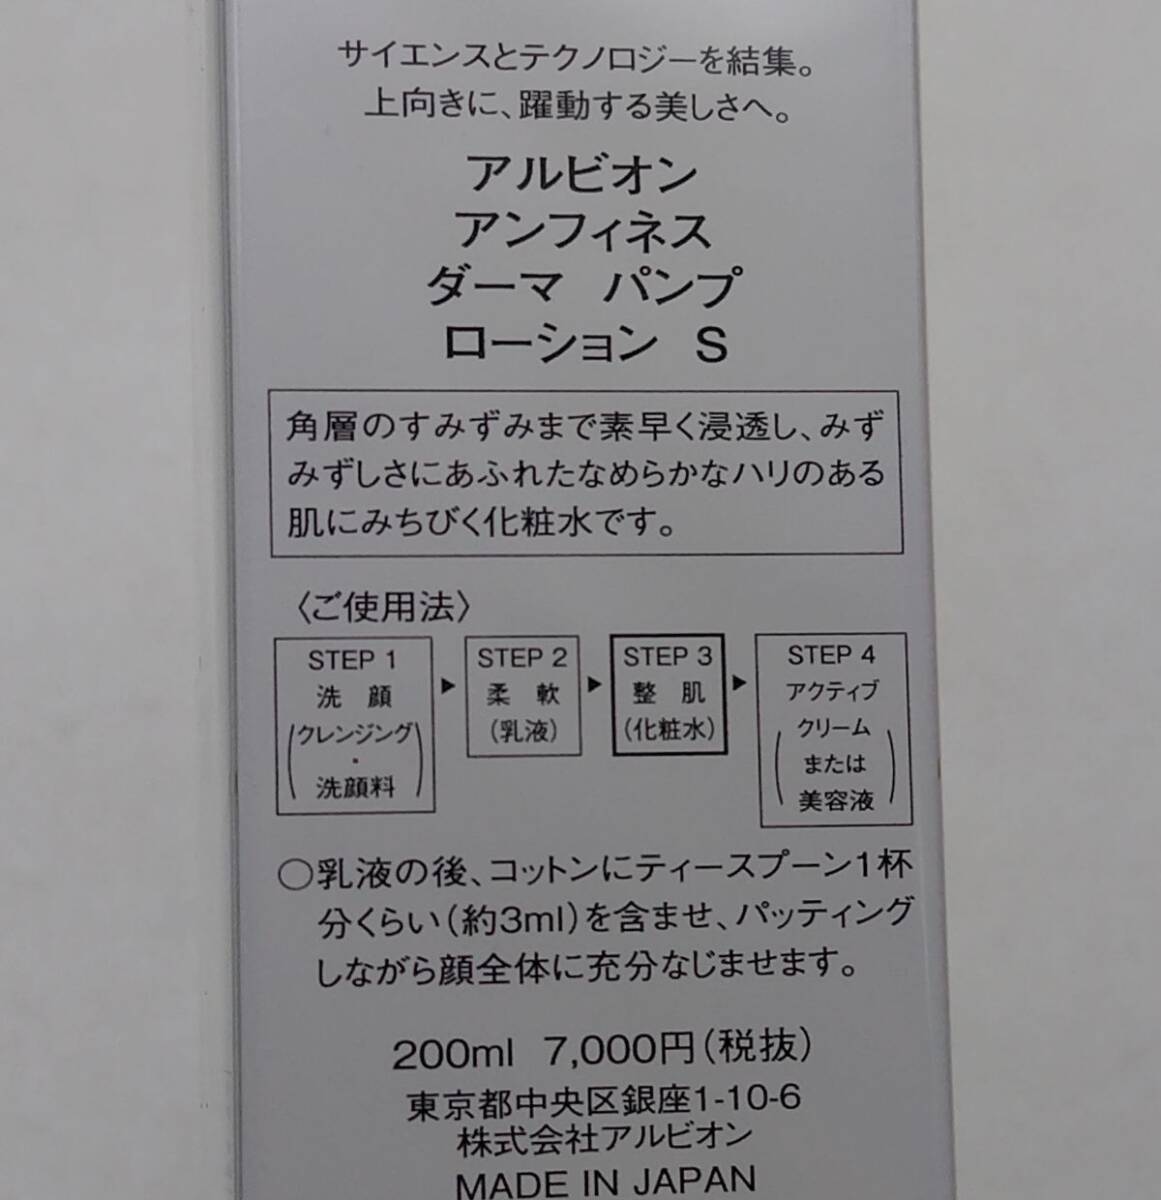 サイエンスとテクノロジーを結集。
上向きに、躍動する美しさへ。
アルビオン
アンフィネス
ダーマ パンプ
ローション S
角層のすみずみまで素早く浸透し、みず
みずしさにあふれたなめらかなハリのある
肌にみちびく化粧水です。
〈ご使用法〉
STEP 1
洗 顔
(クレンジング
・
洗顔料)
▶
STEP 2
柔 軟
(乳液)
▶
STEP 3
整 肌
(化粧水)
▶
STEP 4
アクティブ
(クリーム
または
美容液)
○乳液の後、コットンにティースプーン1杯
分くらい(約3ml)を含ませ、パッティング
しながら顔全体に充分なじませます。
200ml 7,000円(税抜)
東京都中央区銀座1-10-6
株式会社アルビオン
MADE IN JAPAN